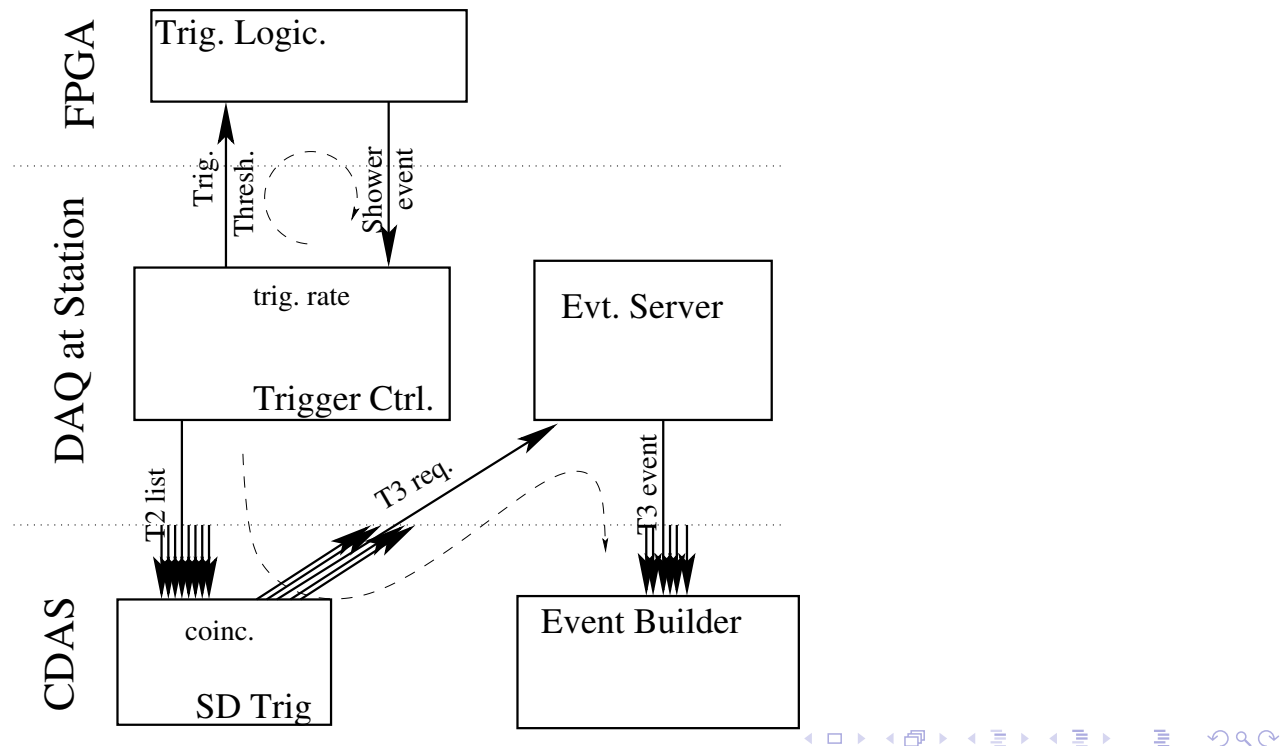 FPGA
Trig. Logic.
Trig.
Thresh.
Shower
event
DAQ at Station
trig. rate
Trigger Ctrl.
Evt. Server
T2 list
T3 req.
T3 event
CDAS
coinc.
SD Trig
Event Builder